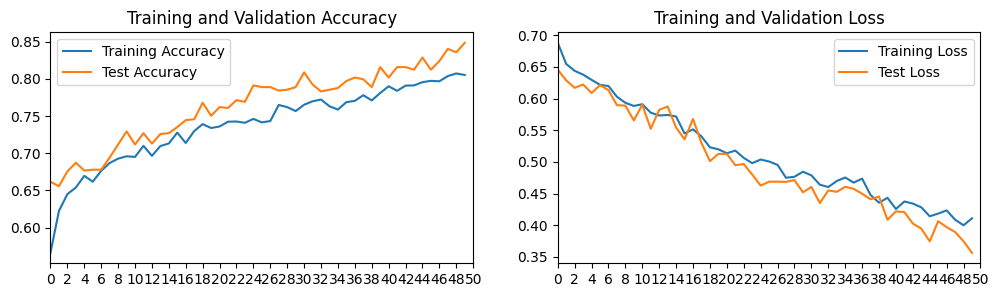 Training and Validation Accuracy
Training Accuracy
Test Accuracy
0.85
0.80
0.75
0.70
0.65
0.60
0 2 4 6 8 10 12 14 16 18 20 22 24 26 28 30 32 34 36 38 40 42 44 46 48 50
Training and Validation Loss
Training Loss
Test Loss
0.70
0.65
0.60
0.55
0.50
0.45
0.40
0.35
0 2 4 6 8 10 12 14 16 18 20 22 24 26 28 30 32 34 36 38 40 42 44 46 48 50